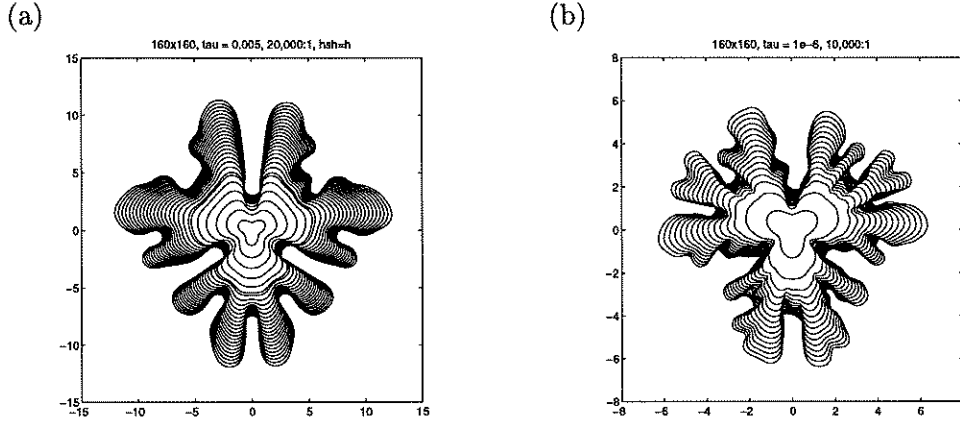 (a)
(b)
160x160, tau = 0.005, 20,000:1, hsh=h
15
10
5
0
−5
−10
−15
−15 −10 −5 0 5 10 15
160x160, tau = 1e−6, 10,000:1
8
6
4
2
0
−2
−4
−6
−8
−8 −6 −4 −2 0 2 4 6 8